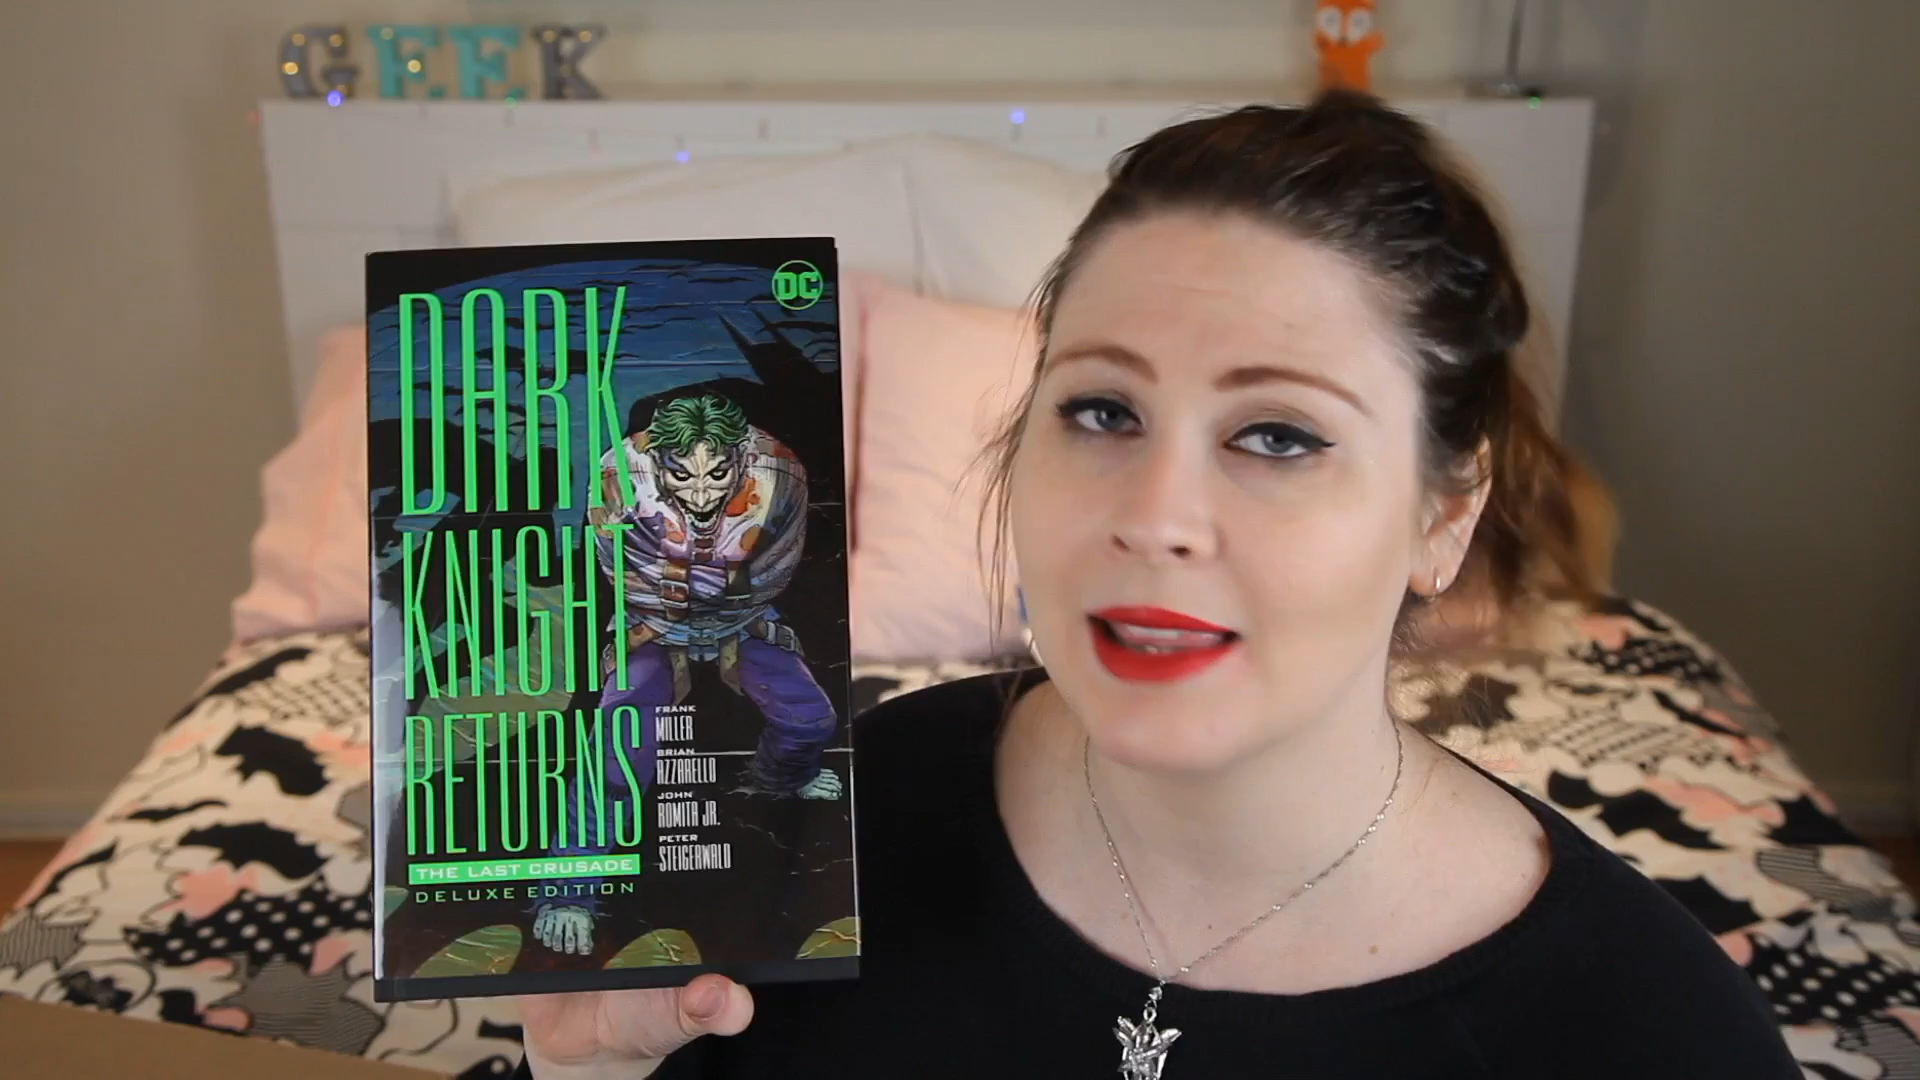 GEEK
DC
DARK
KNIGHT
RETURNS
THE LAST CRUSADE
DELUXE EDITION
FRANK
MILLER
BRIAN
AZZARELLO
JOHN
ROMITA JR.
PETER
STEIGERWALD